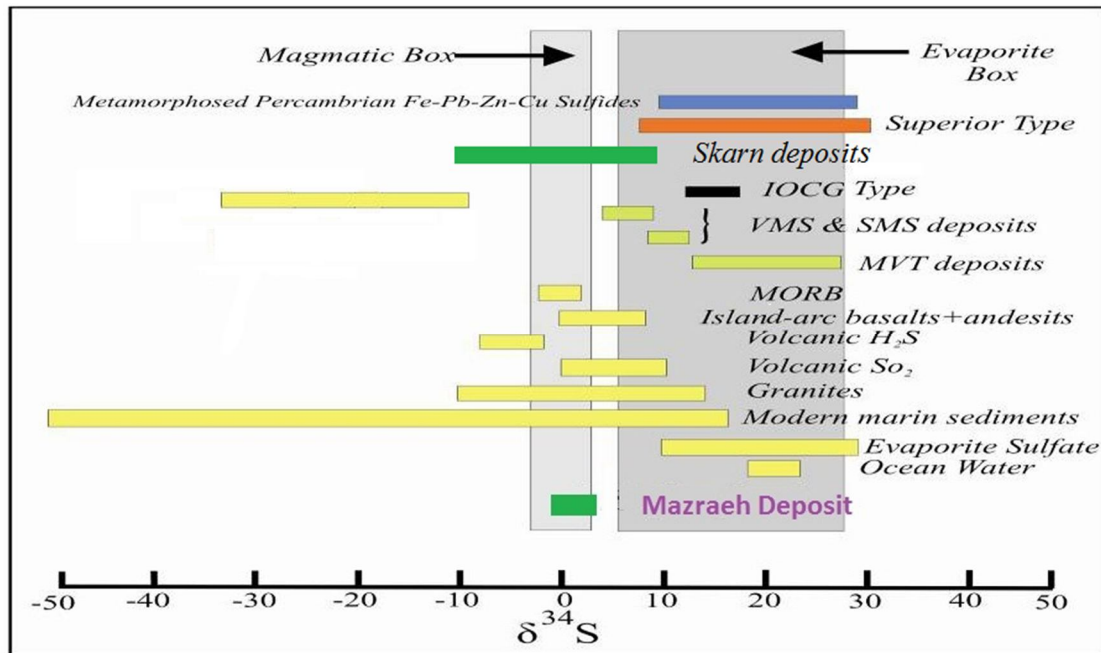 Magmatic Box
Evaporite
Box
Metamorphosed Percambrian Fe-Pb-Zn-Cu Sulfides
Superior Type
Skarn deposits
IOCG Type
} VMS & SMS deposits
MVT deposits
MORB
Island-arc basalts+andesits
Volcanic H₂S
Volcanic So₂
Granites
Modern marin sediments
Evaporite Sulfate
Ocean Water
Mazraeh Deposit
-50 -40 -30 -20 -10 0 10 20 30 40 50
δ³⁴S